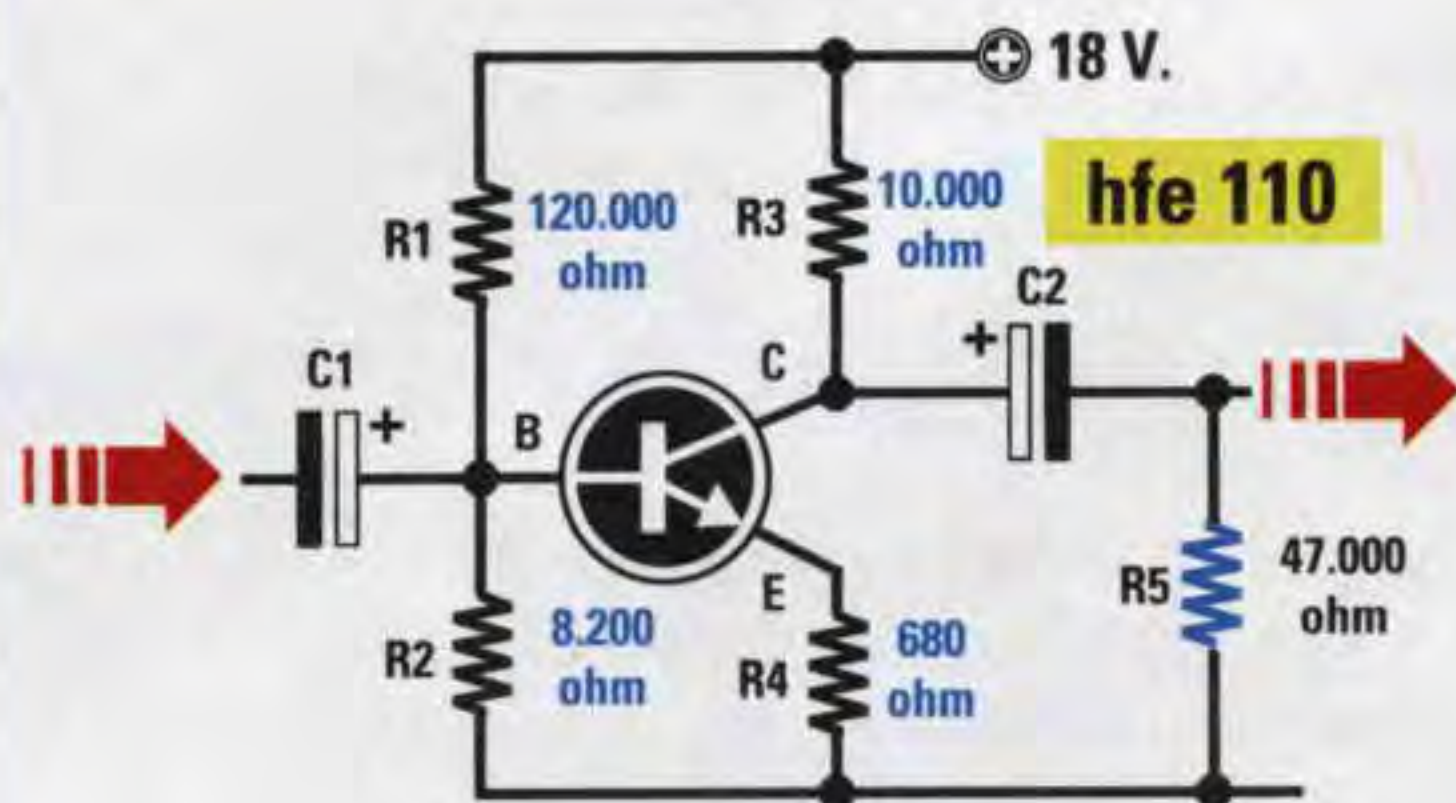 18 V.
hfe 110
R1
120.000
ohm
R3
10.000
ohm
C2
+
C
C1
+
B
E
R2
8.200
ohm
R4
680
ohm
R5
47.000
ohm